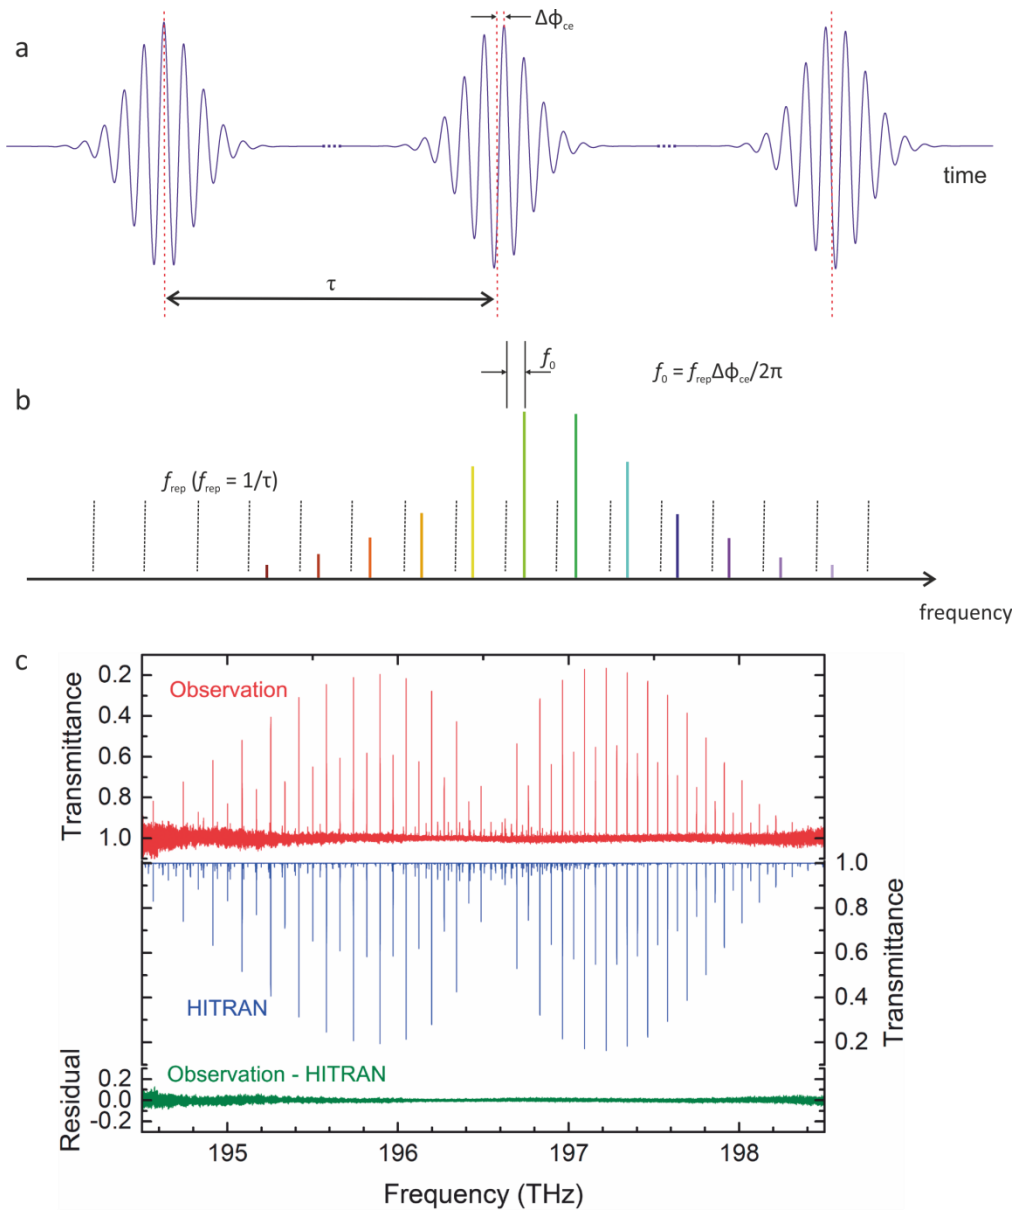 a
Δϕce
time
τ
f0
f0 = frepΔϕce/2π
b
frep (frep = 1/τ)
frequency
c
Transmittance
0.2
0.4
0.6
0.8
1.0
Observation
1.0
0.8
0.6
0.4
0.2
Transmittance
HITRAN
Residual
0.2
0.0
-0.2
Observation - HITRAN
195
196
197
198
Frequency (THz)